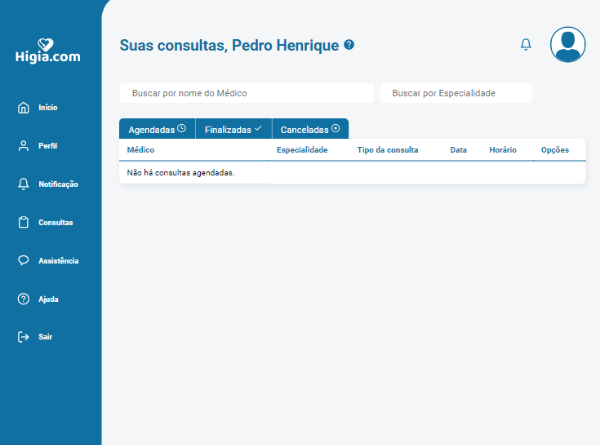 Higia.com
Início
Perfil
Notificação
Consultas
Assistência
Ajuda
Sair
Suas consultas, Pedro Henrique ?
Buscar por nome do Médico
Buscar por Especialidade
Agendadas
Finalizadas
Canceladas
Médico Especialidade Tipo da consulta Data Horário Opções
Não há consultas agendadas.